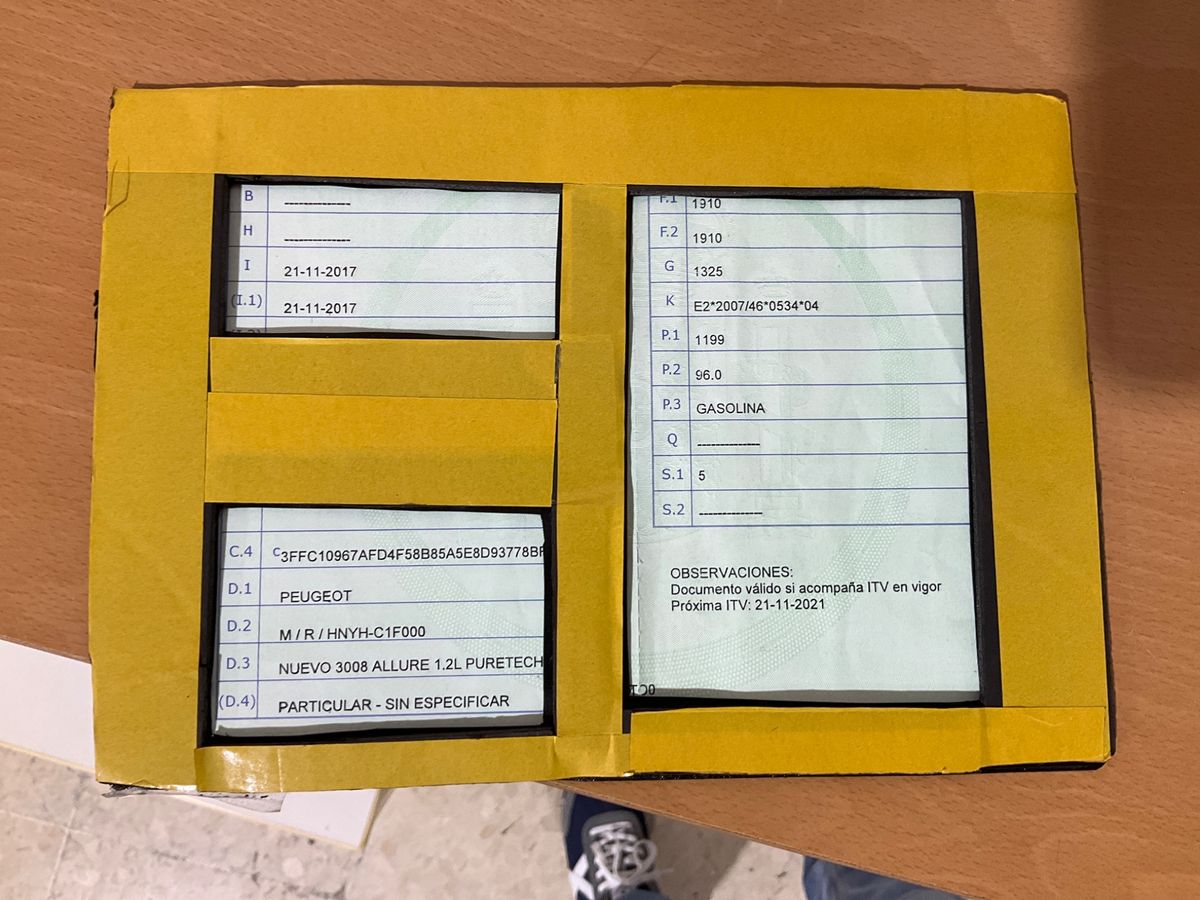 B -------------
H -------------
I 21-11-2017
(I.1) 21-11-2017
C.4 C3FFC10967AFD4F58B85A5E8D93778B
D.1 PEUGEOT
D.2 M / R / HNYH-C1F000
D.3 NUEVO 3008 ALLURE 1.2L PURETECH
(D.4) PARTICULAR - SIN ESPECIFICAR
F.1 1910
F.2 1910
G 1325
K E2*2007/46*0534*04
P.1 1199
P.2 96.0
P.3 GASOLINA
Q -------------
S.1 5
S.2 -------------
OBSERVACIONES:
Documento válido si acompaña ITV en vigor
Próxima ITV: 21-11-2021